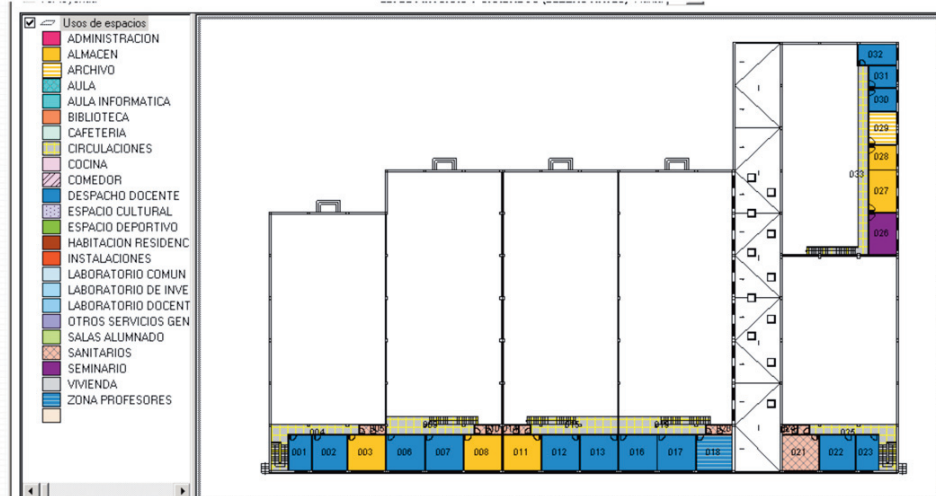 Usos de espacios
ADMINISTRACION
ALMACEN
ARCHIVO
AULA
AULA INFORMATICA
BIBLIOTECA
CAFETERIA
CIRCULACIONES
COCINA
COMEDOR
DESPACHO DOCENTE
ESPACIO CULTURAL
ESPACIO DEPORTIVO
HABITACION RESIDENC
INSTALACIONES
LABORATORIO COMUN
LABORATORIO DE INVE
LABORATORIO DOCENT
OTROS SERVICIOS GEN
SALAS ALUMNADO
SANITARIOS
SEMINARIO
VIVIENDA
ZONA PROFESORES
032
031
030
029
028
033
027
026
004
025
001
002
003
006
007
008
011
012
013
016
017
018
021
022
023